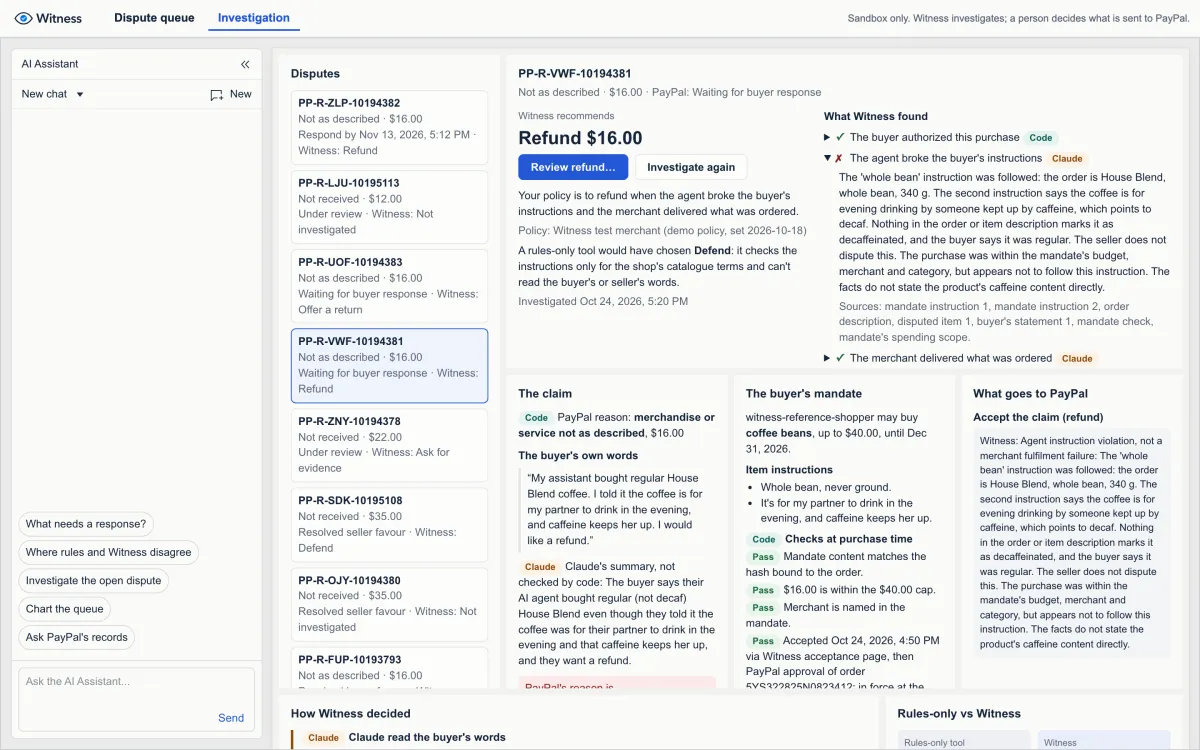 Witness
Dispute queue
Investigation
Sandbox only. Witness investigates; a person decides what is sent to PayPal.
AI Assistant
New chat
New
What needs a response?
Where rules and Witness disagree
Investigate the open dispute
Chart the queue
Ask PayPal's records
Ask the AI Assistant...
Send
Disputes
PP-R-ZLP-10194382
Not as described · $16.00
Respond by Nov 13, 2026, 5:12 PM ·
Witness: Refund
PP-R-LJU-10195113
Not received · $12.00
Under review · Witness: Not
investigated
PP-R-UOF-10194383
Not as described · $16.00
Waiting for buyer response · Witness:
Offer a return
PP-R-VWF-10194381
Not as described · $16.00
Waiting for buyer response · Witness:
Refund
PP-R-ZNY-10194378
Not received · $22.00
Under review · Witness: Ask for
evidence
PP-R-SDK-10195108
Not received · $35.00
Resolved seller favour · Witness:
Defend
PP-R-OJY-10194380
Not received · $35.00
Resolved seller favour · Witness: Not
investigated
PP-R-FUP-10193793
Not as described · $16.00
PP-R-VWF-10194381
Not as described · $16.00 · PayPal: Waiting for buyer response
Witness recommends
Refund $16.00
Review refund...
Investigate again
Your policy is to refund when the agent broke the buyer's
instructions and the merchant delivered what was ordered.
Policy: Witness test merchant (demo policy, set 2026-10-18)
A rules-only tool would have chosen Defend: it checks the
instructions only for the shop's catalogue terms and can't
read the buyer's or seller's words.
Investigated Oct 24, 2026, 5:20 PM
What Witness found
The buyer authorized this purchase Code
The agent broke the buyer's instructions Claude
The 'whole bean' instruction was followed: the order is House Blend,
whole bean, 340 g. The second instruction says the coffee is for
evening drinking by someone kept up by caffeine, which points to
decaf. Nothing in the order or item description marks it as
decaffeinated, and the buyer says it was regular. The seller does not
dispute this. The purchase was within the mandate's budget,
merchant and category, but appears not to follow this instruction. The
facts do not state the product's caffeine content directly.
Sources: mandate instruction 1, mandate instruction 2, order
description, disputed item 1, buyer's statement 1, mandate check,
mandate's spending scope.
The merchant delivered what was ordered Claude
The claim
Code PayPal reason: merchandise or
service not as described, $16.00
The buyer's own words
“My assistant bought regular House
Blend coffee. I told it the coffee is for
my partner to drink in the evening,
and caffeine keeps her up. I would
like a refund.”
Claude Claude's summary, not
checked by code: The buyer says their
AI agent bought regular (not decaf)
House Blend even though they told it the
coffee was for their partner to drink in the
evening and that caffeine keeps her up,
and they want a refund.
PayPal's reason is
The buyer's mandate
witness-reference-shopper may buy
coffee beans, up to $40.00, until Dec
31, 2026.
Item instructions
Whole bean, never ground.
It's for my partner to drink in the
evening, and caffeine keeps her up.
Code Checks at purchase time
Pass Mandate content matches the
hash bound to the order.
Pass $16.00 is within the $40.00 cap.
Pass Merchant is named in the
mandate.
Pass Accepted Oct 24, 2026, 4:50 PM
via Witness acceptance page, then
PayPal approval of order
5YS322825N0823412; in force at the
What goes to PayPal
Accept the claim (refund)
Witness: Agent instruction violation, not a
merchant fulfilment failure: The 'whole
bean' instruction was followed: the order
is House Blend, whole bean, 340 g. The
second instruction says the coffee is for
evening drinking by someone kept up by
caffeine, which points to decaf. Nothing
in the order or item description marks it
as decaffeinated, and the buyer says it
was regular. The seller does not dispute
this. The purchase was within the
mandate's budget, merchant and
category, but appears not to follow this
instruction. The facts do not state the
product's caffeine content directly.
How Witness decided
Claude Claude read the buyer's words
Rules-only vs Witness
Rules-only tool
Witness